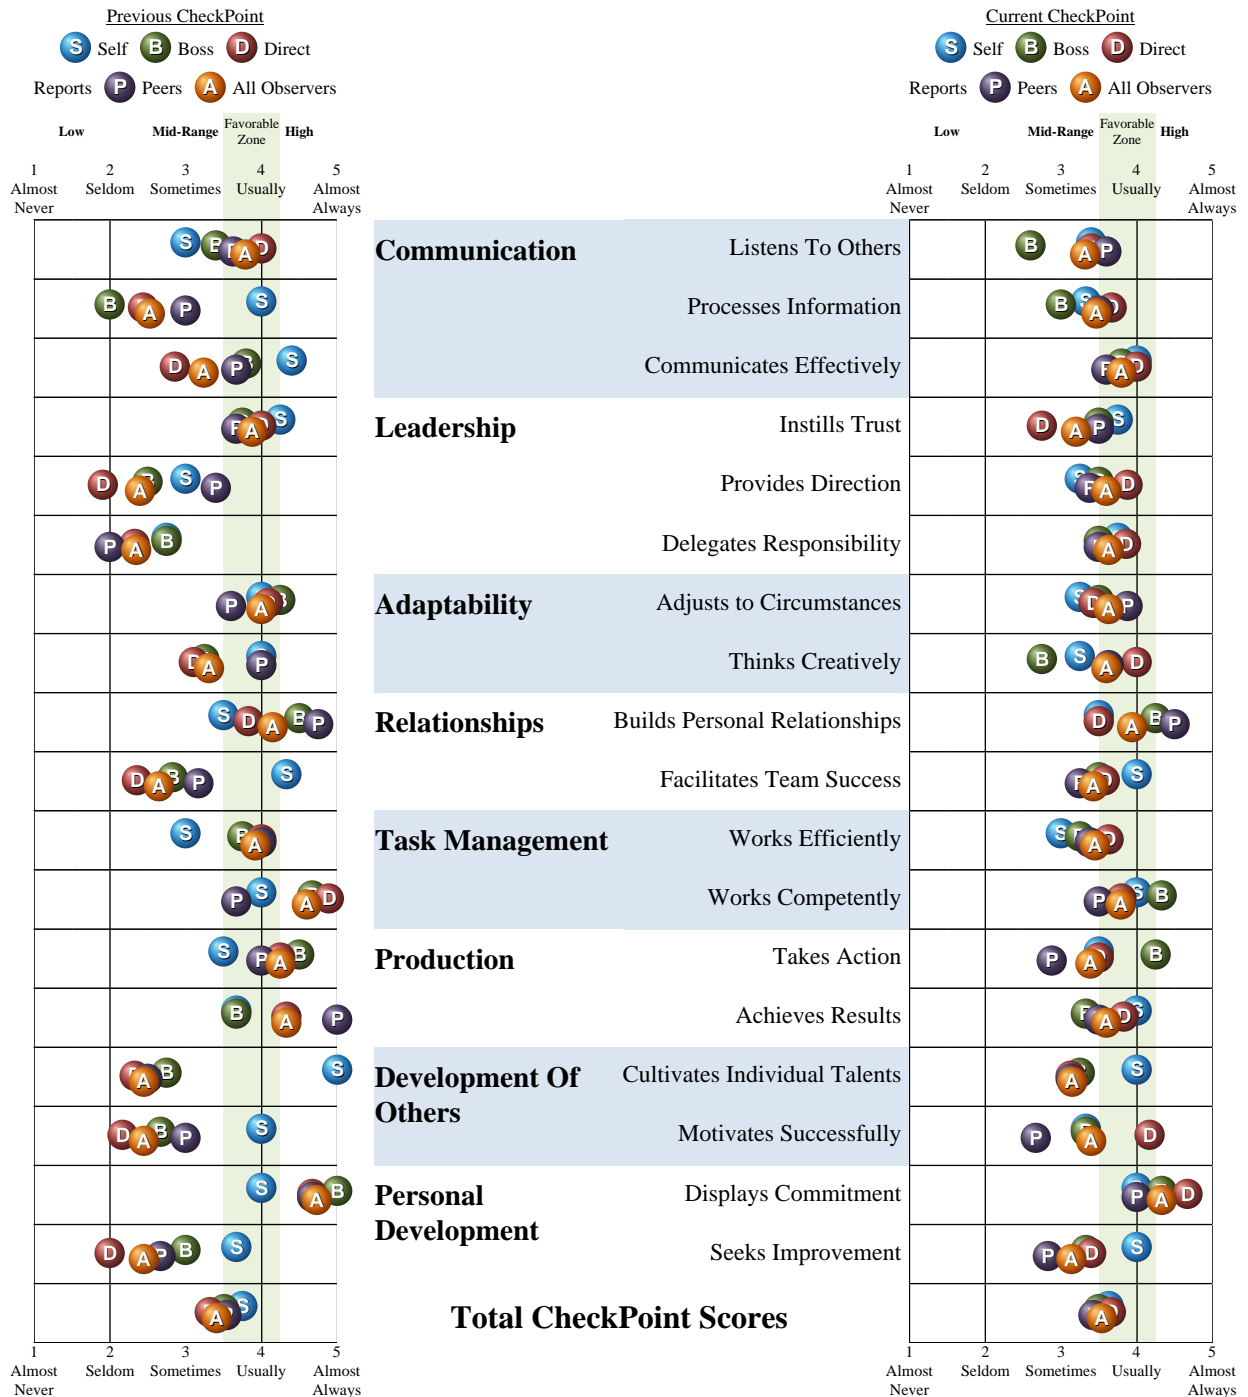 Previous CheckPoint
S Self B Boss D Direct
Reports P Peers A All Observers
Low Mid-Range Favorable Zone High
1 2 3 4 5
Almost Never Seldom Sometimes Usually Almost Always
Current CheckPoint
S Self B Boss D Direct
Reports P Peers A All Observers
Low Mid-Range Favorable Zone High
1 2 3 4 5
Almost Never Seldom Sometimes Usually Almost Always
S B D A Communication Listens To Others B P A
B A P S Processes Information B S D A
D A P B S Communicates Effectively P A D
P A S Leadership Instills Trust D A P S
D A B S P Provides Direction S P A D
P A B Delegates Responsibility A D
P A B Adaptability Adjusts to Circumstances S D A P
D A P Thinks Creatively B S A D
S D A B P Relationships Builds Personal Relationships D A B P
D A B P S Facilitates Team Success P A D S
S B A Task Management Works Efficiently S B A D
P S A D Works Competently P A S B
S P A B Production Takes Action P A B
B A P Achieves Results B A D S
D A B S Development Of Others Cultivates Individual Talents A B S
D A B P S Motivates Successfully P A D
S A B Personal Development Displays Commitment P A D
D A P B S Seeks Improvement P A D S
A S Total CheckPoint Scores A
1 2 3 4 5
Almost Never Seldom Sometimes Usually Almost Always
1 2 3 4 5
Almost Never Seldom Sometimes Usually Almost Always